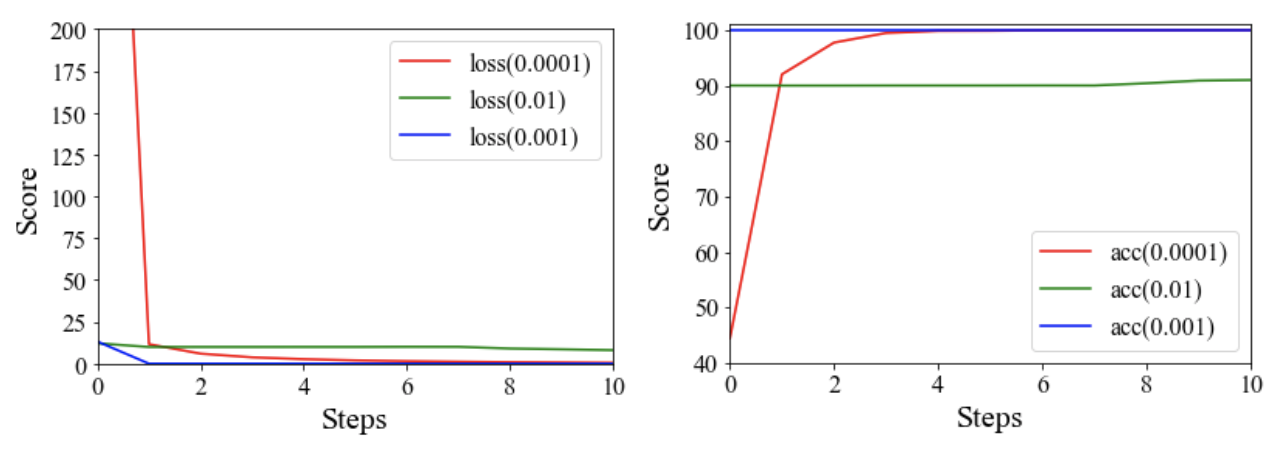 200
175
150
125
100
75
50
25
0
Score
0 2 4 6 8 10
Steps
loss(0.0001)
loss(0.01)
loss(0.001)
100
90
80
70
60
50
40
Score
0 2 4 6 8 10
Steps
acc(0.0001)
acc(0.01)
acc(0.001)